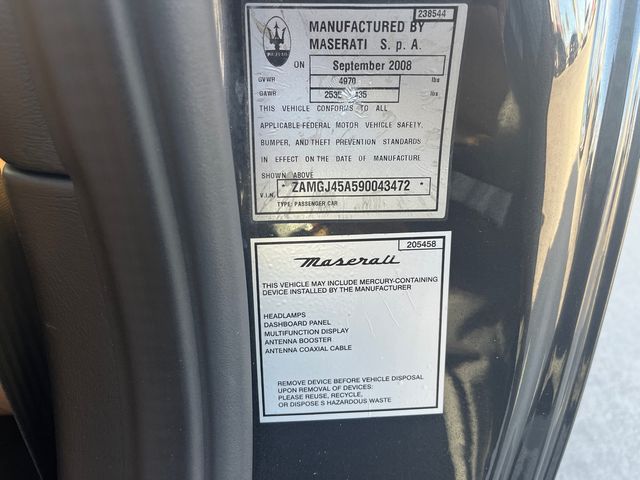 238544
MANUFACTURED BY
MASERATI S. p. A.
ON September 2008
GVWR 4970 lbs
GAWR lbs
THIS VEHICLE CONFORMS TO ALL
APPLICABLE FEDERAL MOTOR VEHICLE SAFETY,
BUMPER, AND THEFT PREVENTION STANDARDS
IN EFFECT ON THE DATE OF MANUFACTURE
SHOWN ABOVE
V.I.N. * ZAMGJ45A590043472 *
TYPE: PASSENGER CAR
205458
Maserati
THIS VEHICLE MAY INCLUDE MERCURY-CONTAINING
DEVICE INSTALLED BY THE MANUFACTURER
HEADLAMPS
DASHBOARD PANEL
MULTIFUNCTION DISPLAY
ANTENNA BOOSTER
ANTENNA COAXIAL CABLE
REMOVE DEVICE BEFORE VEHICLE DISPOSAL
UPON REMOVAL OF DEVICES:
PLEASE REUSE, RECYCLE,
OR DISPOSE S HAZARDOUS WASTE